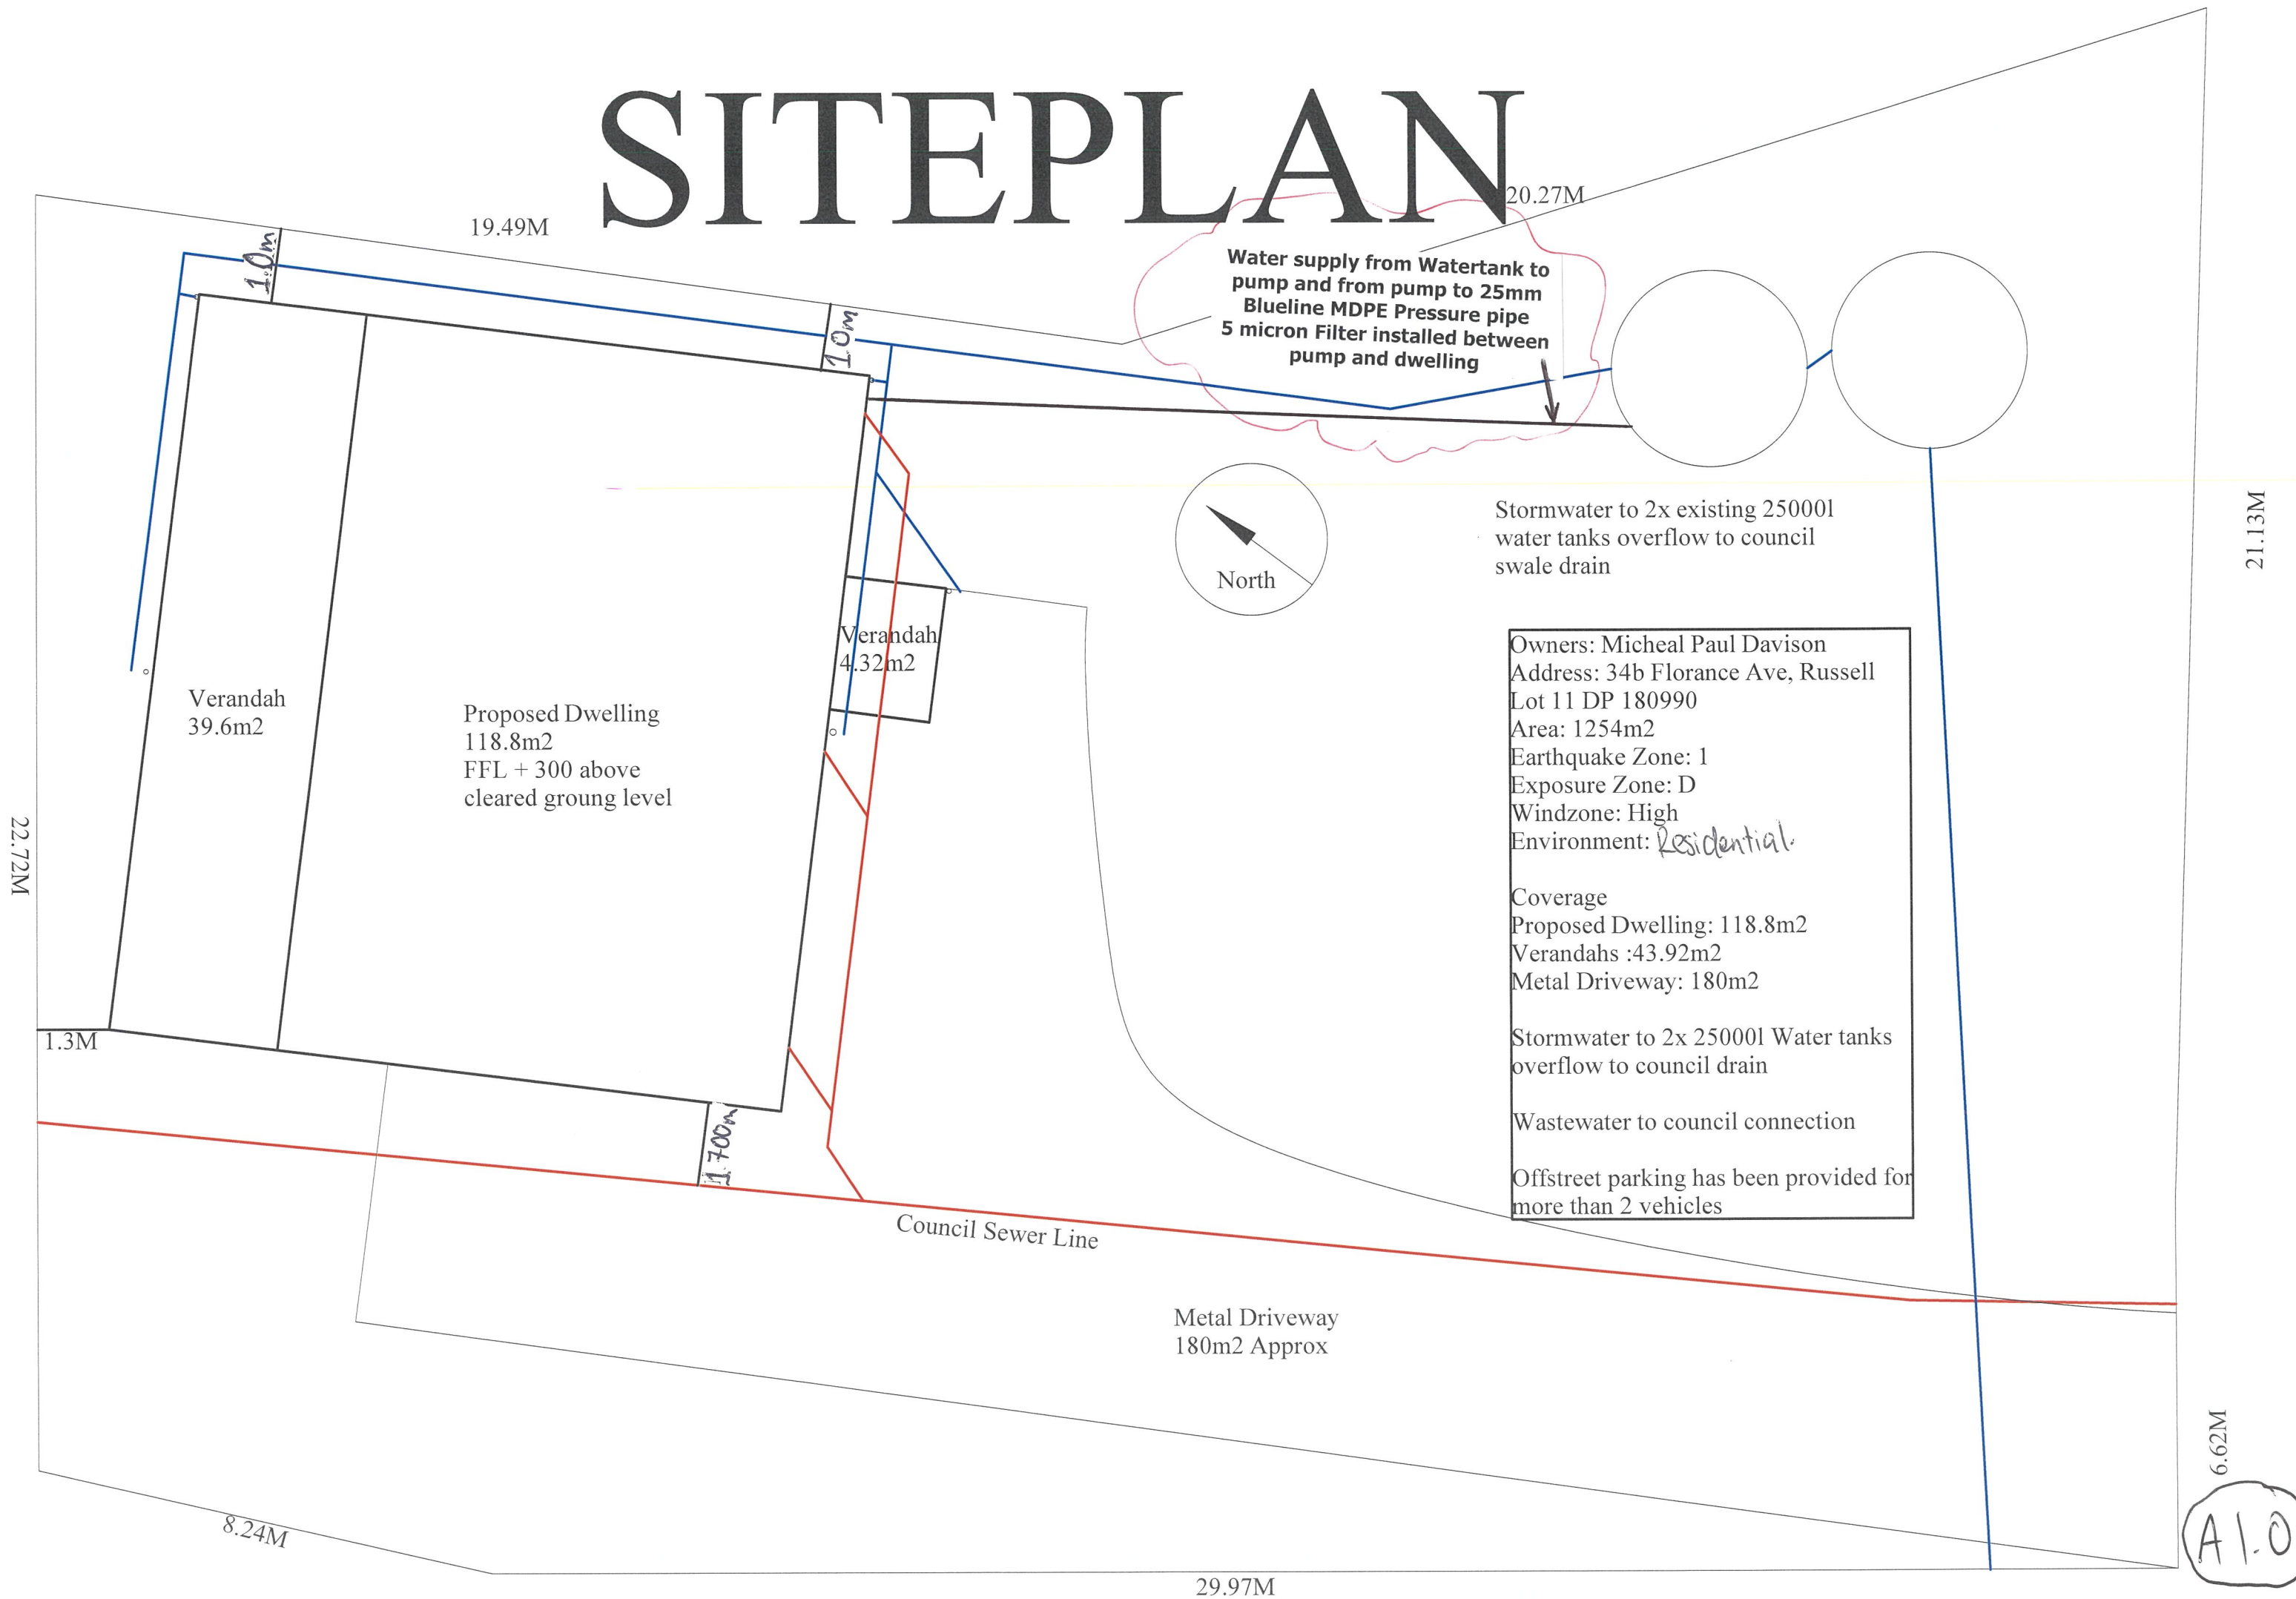 SITEPLAN
20.27M
19.49M
1.0m
1.0m
Water supply from Watertank to
pump and from pump to 25mm
Blueline MDPE Pressure pipe
5 micron Filter installed between
pump and dwelling
North
Stormwater to 2x existing 25000l
water tanks overflow to council
swale drain
21.13M
Verandah
4.32m2
Verandah
39.6m2
Proposed Dwelling
118.8m2
FFL + 300 above
cleared groung level
Owners: Micheal Paul Davison
Address: 34b Florance Ave, Russell
Lot 11 DP 180990
Area: 1254m2
Earthquake Zone: 1
Exposure Zone: D
Windzone: High
Environment: Residential.
Coverage
Proposed Dwelling: 118.8m2
Verandahs :43.92m2
Metal Driveway: 180m2
Stormwater to 2x 25000l Water tanks
overflow to council drain
Wastewater to council connection
Offstreet parking has been provided for
more than 2 vehicles
22.72M
1.3M
1.700m
Council Sewer Line
Metal Driveway
180m2 Approx
6.62M
8.24M
29.97M
A1.0